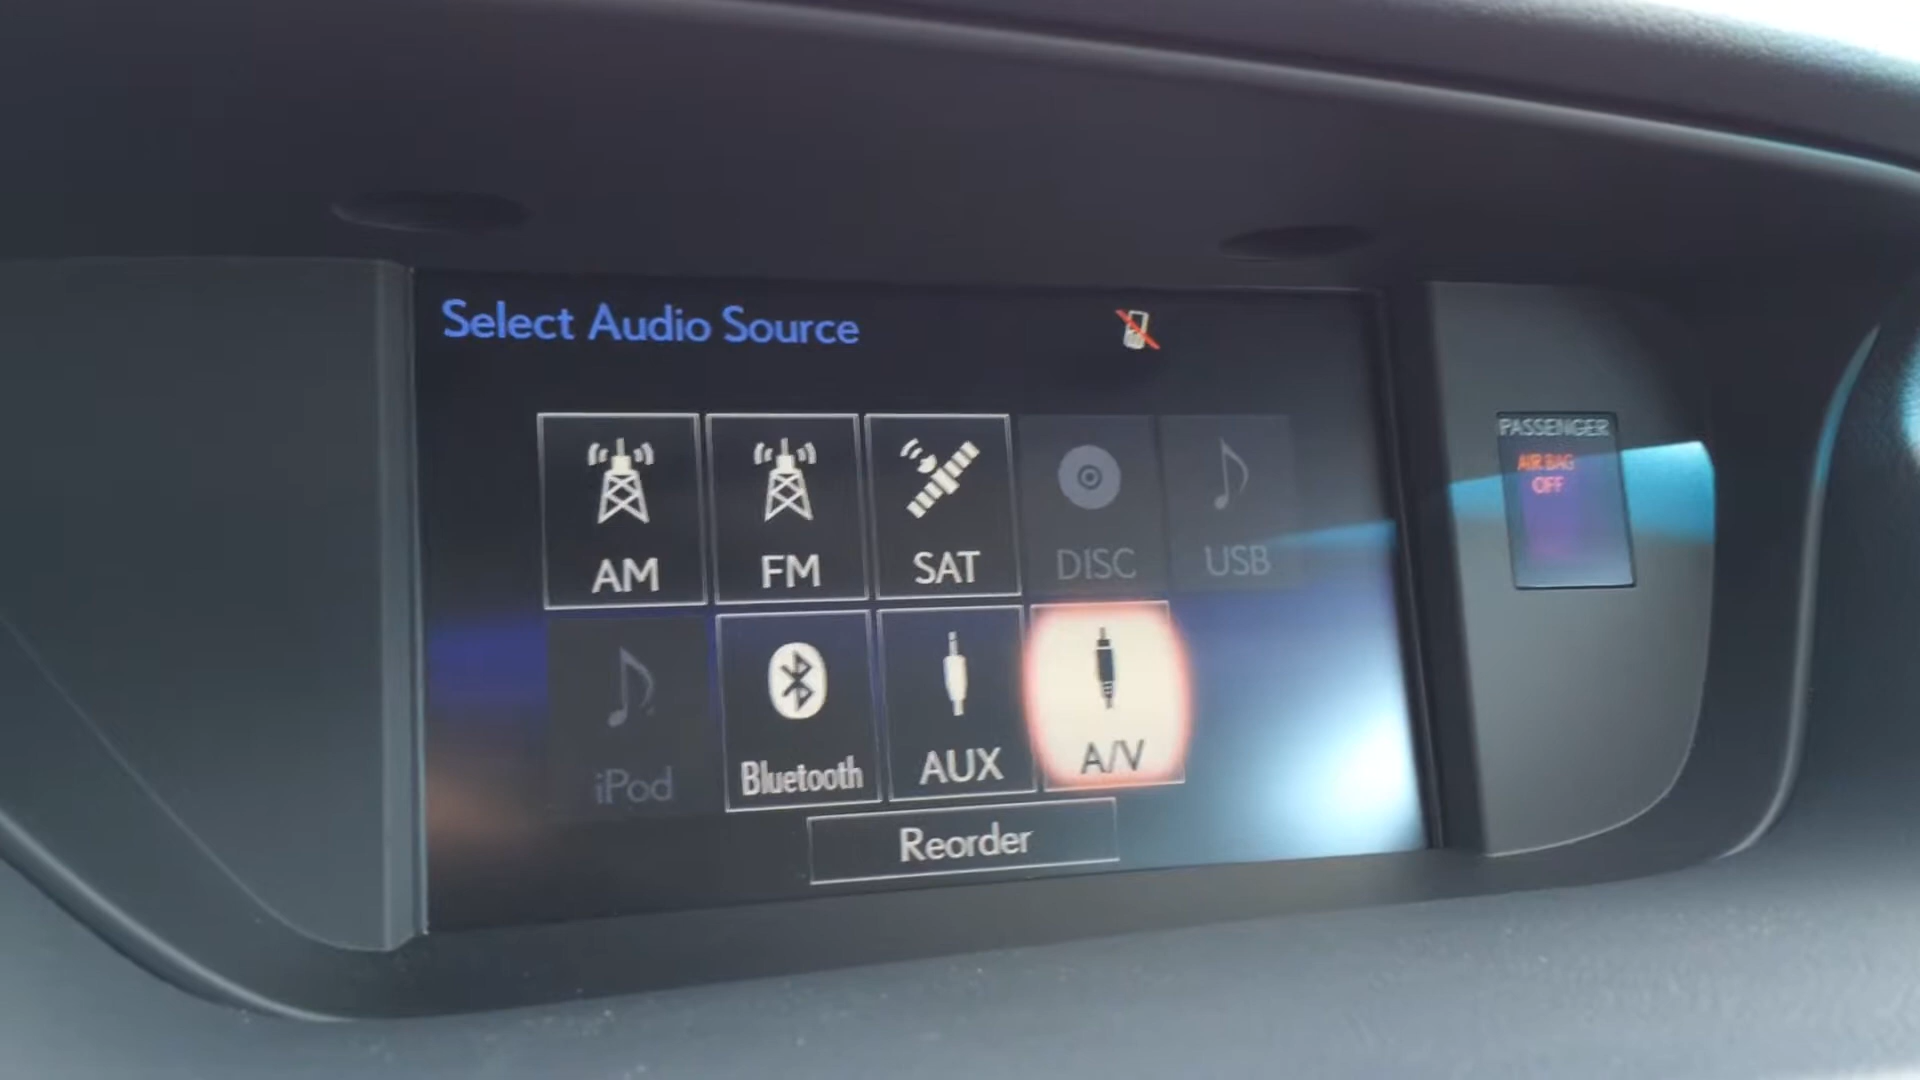 Select Audio Source
AM
FM
SAT
DISC
USB
iPod
Bluetooth
AUX
A/V
Reorder
PASSENGER
AIR BAG
OFF